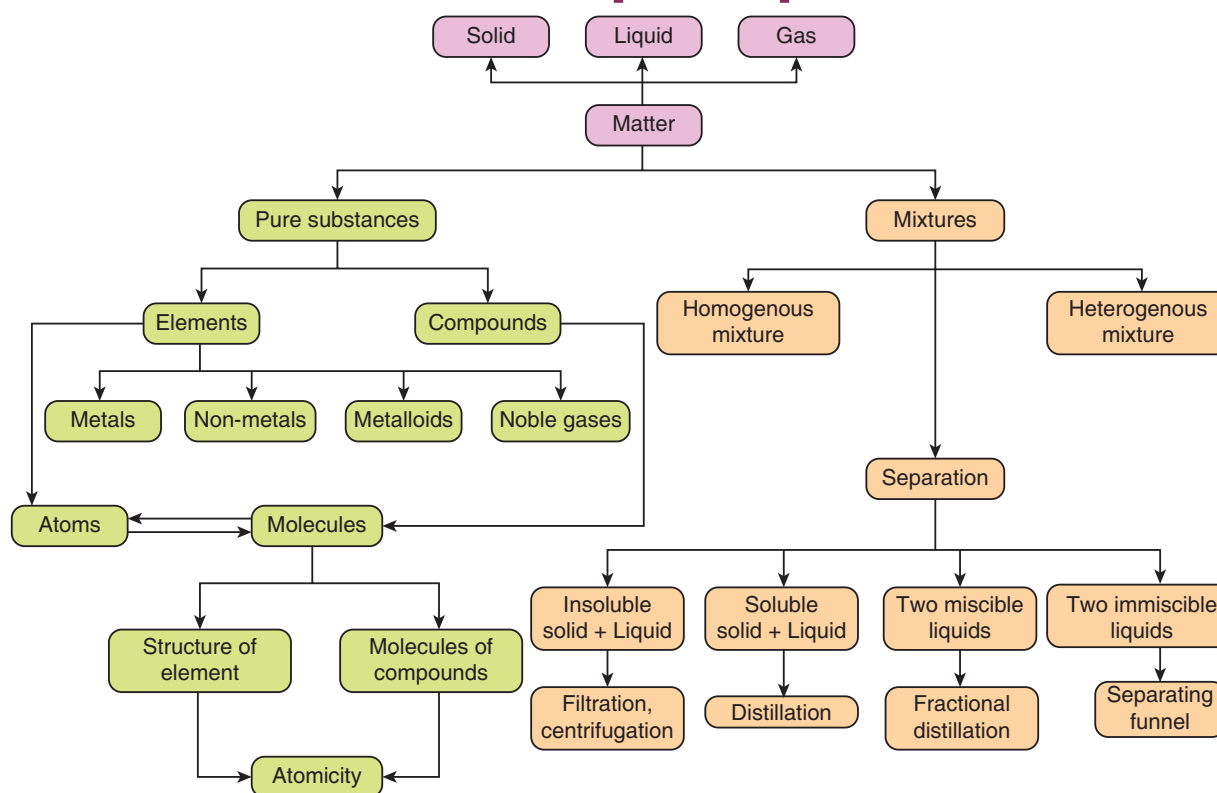 Solid
Liquid
Gas
Matter
Pure substances
Mixtures
Elements
Compounds
Homogenous
mixture
Heterogenous
mixture
Metals
Non-metals
Metalloids
Noble gases
Separation
Atoms
Molecules
Insoluble
solid + Liquid
Soluble
solid + Liquid
Two miscible
liquids
Two immiscible
liquids
Structure of
element
Molecules of
compounds
Filtration,
centrifugation
Distillation
Fractional
distillation
Separating
funnel
Atomicity